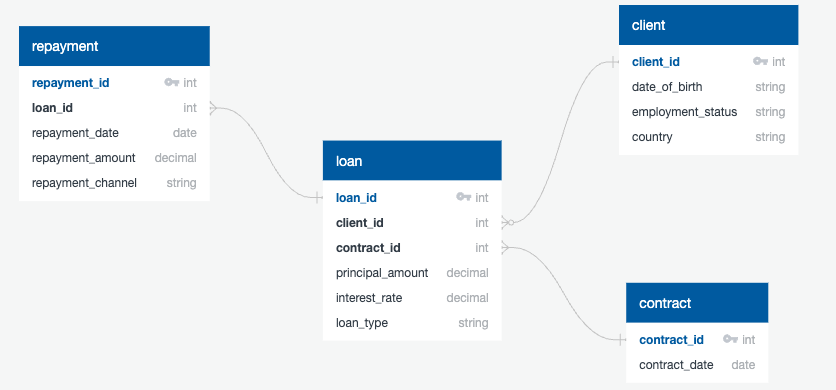 repayment
repayment_id int
loan_id int
repayment_date date
repayment_amount decimal
repayment_channel string
loan
loan_id int
client_id int
contract_id int
principal_amount decimal
interest_rate decimal
loan_type string
client
client_id int
date_of_birth string
employment_status string
country string
contract
contract_id int
contract_date date